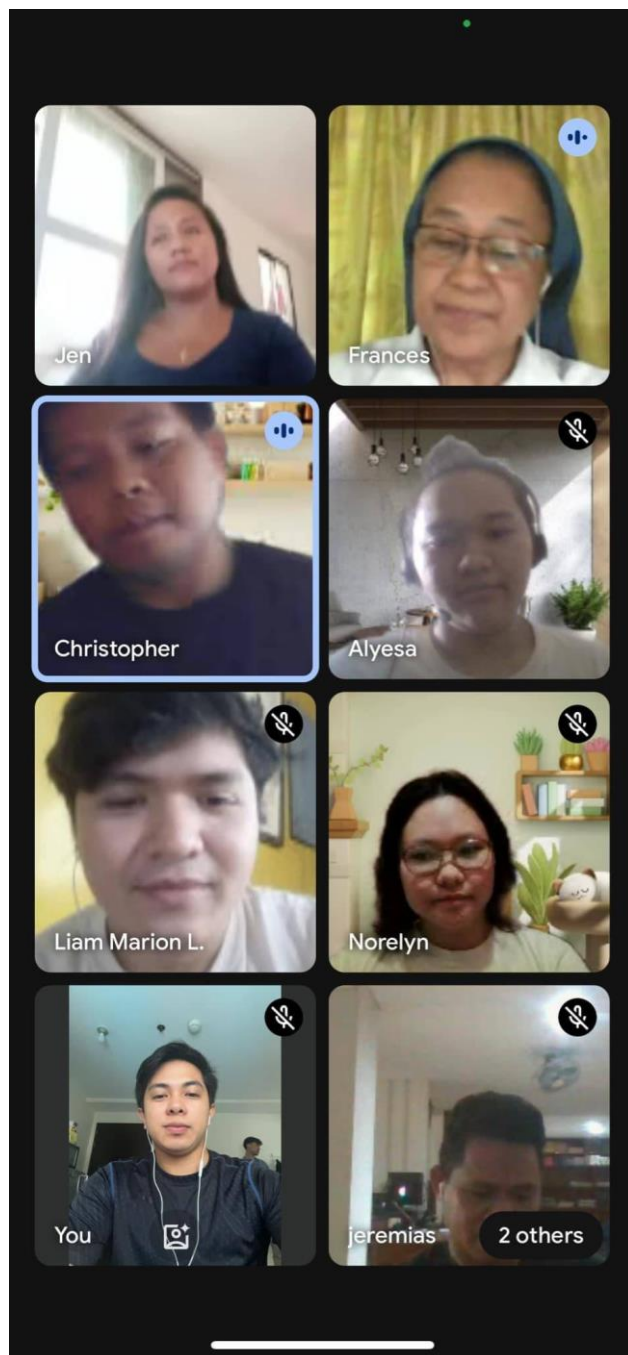 Jen
Frances
Christopher
Alyesa
Liam Marion L.
Norelyn
You
jeremias
2 others